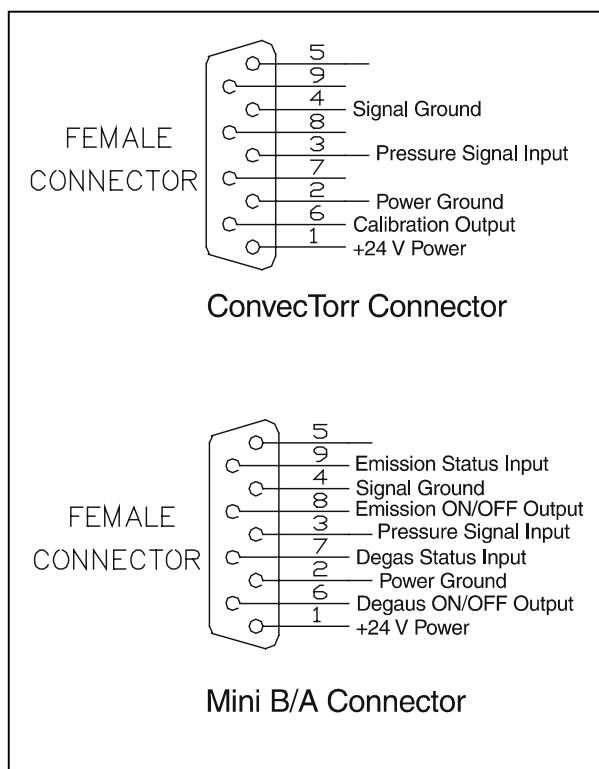 5
9
4 Signal Ground
8
FEMALE
3 Pressure Signal Input
CONNECTOR
7
2 Power Ground
6 Calibration Output
1 +24 V Power
ConvecTorr Connector
5
9 Emission Status Input
4 Signal Ground
8 Emission ON/OFF Output
FEMALE
3 Pressure Signal Input
CONNECTOR
7 Degas Status Input
2 Power Ground
6 Degaus ON/OFF Output
1 +24 V Power
Mini B/A Connector